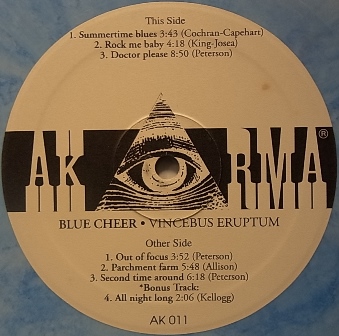 This Side
1. Summertime blues 3:43 (Cochran-Capehart)
2. Rock me baby 4:18 (King-Josea)
3. Doctor please 8:50 (Peterson)
AK RMA®
BLUE CHEER • VINCEBUS ERUPTUM
Other Side
1. Out of focus 3:52 (Peterson)
2. Parchment farm 5:48 (Allison)
3. Second time around 6:18 (Peterson)
*Bonus Track:
4. All night long 2:06 (Kellogg)
AK 011